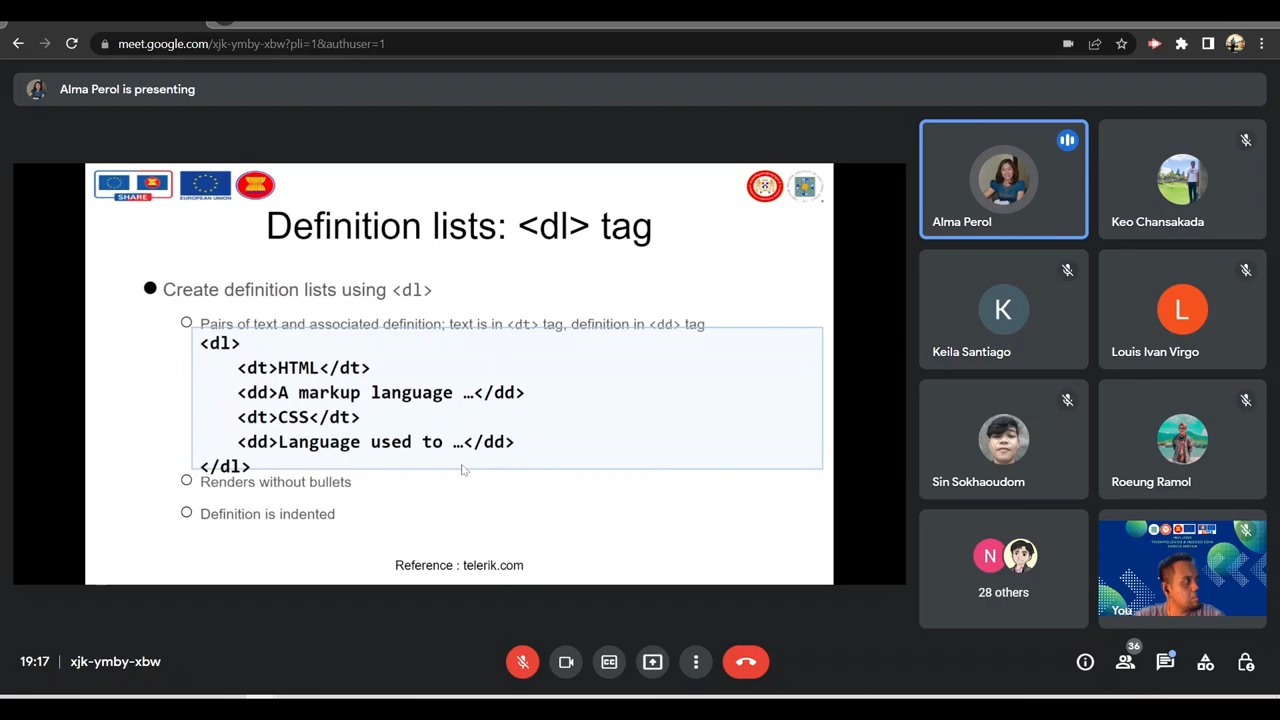 meet.google.com/xjk-ymby-xbw?pli=1&authuser=1
Alma Perol is presenting
SHARE
EUROPEAN UNION
Definition lists: <dl> tag
Create definition lists using <dl>
Pairs of text and associated definition; text is in <dt> tag, definition in <dd> tag
<dl>
<dt>HTML</dt>
<dd>A markup language …</dd>
<dt>CSS</dt>
<dd>Language used to …</dd>
</dl>
Renders without bullets
Definition is indented
Reference : telerik.com
Alma Perol
Keo Chansakada
K
Keila Santiago
L
Louis Ivan Virgo
Sin Sokhaoudom
Roeung Ramol
N
28 others
You
19:17 | xjk-ymby-xbw
36